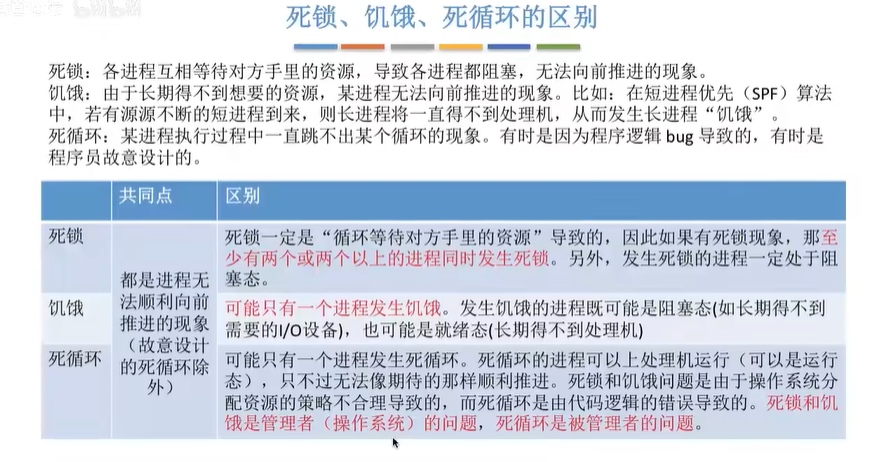 死锁、饥饿、死循环的区别
死锁：各进程互相等待对方手里的资源，导致各进程都阻塞，无法向前推进的现象。
饥饿：由于长期得不到想要的资源，某进程无法向前推进的现象。比如：在短进程优先（SPF）算法
中，若有源源不断的短进程到来，则长进程将一直得不到处理机，从而发生长进程“饥饿”。
死循环：某进程执行过程中一直跳不出某个循环的现象。有时是因为程序逻辑 bug 导致的，有时是
程序员故意设计的。
共同点
区别
死锁
都是进程无
法顺利向前
推进的现象
（故意设计
的死循环除
外）
死锁一定是“循环等待对方手里的资源”导致的，因此如果有死锁现象，那至
少有两个或两个以上的进程同时发生死锁。另外，发生死锁的进程一定处于阻
塞态。
饥饿
可能只有一个进程发生饥饿。发生饥饿的进程既可能是阻塞态(如长期得不到
需要的I/O设备)，也可能是就绪态(长期得不到处理机)
死循环
可能只有一个进程发生死循环。死循环的进程可以上处理机运行（可以是运行
态），只不过无法像期待的那样顺利推进。死锁和饥饿问题是由于操作系统分
配资源的策略不合理导致的，而死循环是由代码逻辑的错误导致的。死锁和饥
饿是管理者（操作系统）的问题，死循环是被管理者的问题。